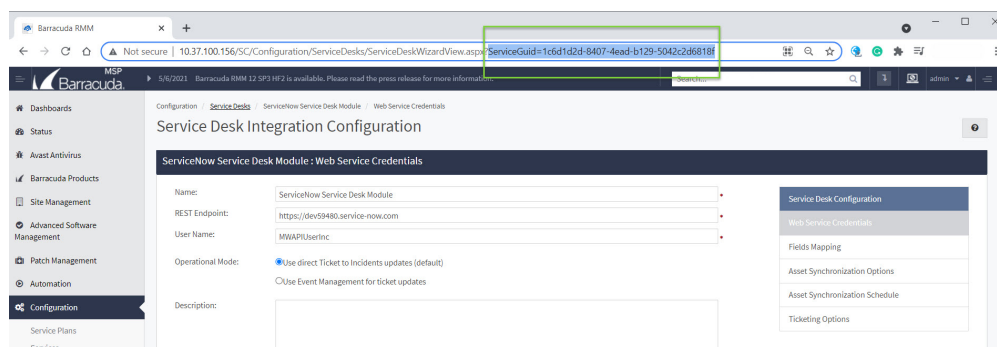 Barracuda RMM
Not secure | 10.37.100.156/SC/Configuration/ServiceDesks/ServiceDeskWizardView.aspx?ServiceGuid=1c6d1d2d-8407-4ead-b129-5042c2d6818f
MSP
Barracuda.
5/6/2021 Barracuda RMM 12 SP3 HF2 is available. Please read the press release for more information.
Search...
admin
Dashboards
Status
Avast Antivirus
Barracuda Products
Site Management
Advanced Software
Management
Patch Management
Automation
Configuration
Service Plans
Services
Configuration / Service Desks / ServiceNow Service Desk Module / Web Service Credentials
Service Desk Integration Configuration
ServiceNow Service Desk Module : Web Service Credentials
Name:
ServiceNow Service Desk Module
REST Endpoint:
https://dev59480.service-now.com
User Name:
MWAPIUserInc
Operational Mode:
Use direct Ticket to Incidents updates (default)
Use Event Management for ticket updates
Description:
Service Desk Configuration
Web Service Credentials
Fields Mapping
Asset Synchronization Options
Asset Synchronization Schedule
Ticketing Options